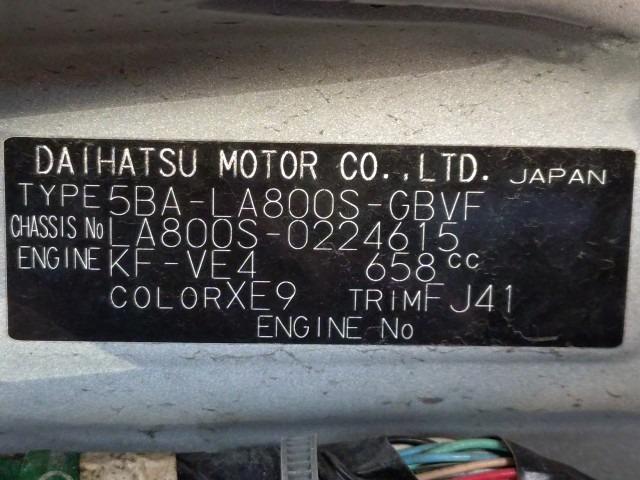 DAIHATSU MOTOR CO.,LTD. JAPAN
TYPE 5BA-LA800S-GBVF
CHASSIS No LA800S-0224615
ENGINE KF-VE4 658cc
COLOR XE9 TRIM FJ41
ENGINE No